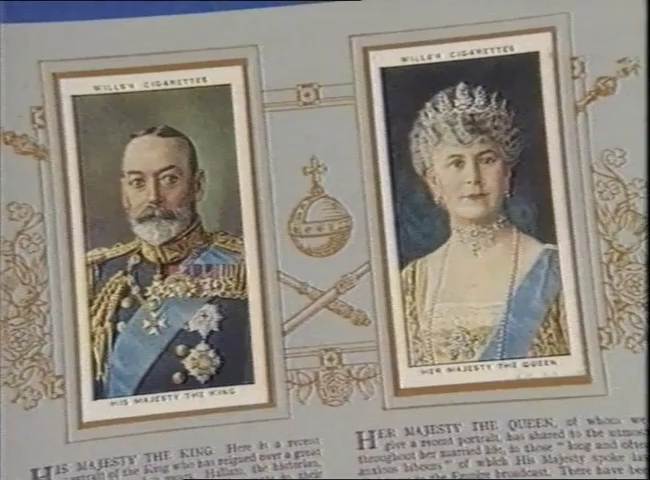 WILLS'S CIGARETTES
HIS MAJESTY THE KING
WILLS'S CIGARETTES
HER MAJESTY THE QUEEN
HIS MAJESTY THE KING Here is a recent
portrait of the King who has reigned over a great
years. Hallam, the historian,
HER MAJESTY THE QUEEN, of whom we
give a recent portrait, has shared to the utmost
throughout her married life, in those "long and often
anxious labours" of which His Majesty spoke
Empire broadcast. There have